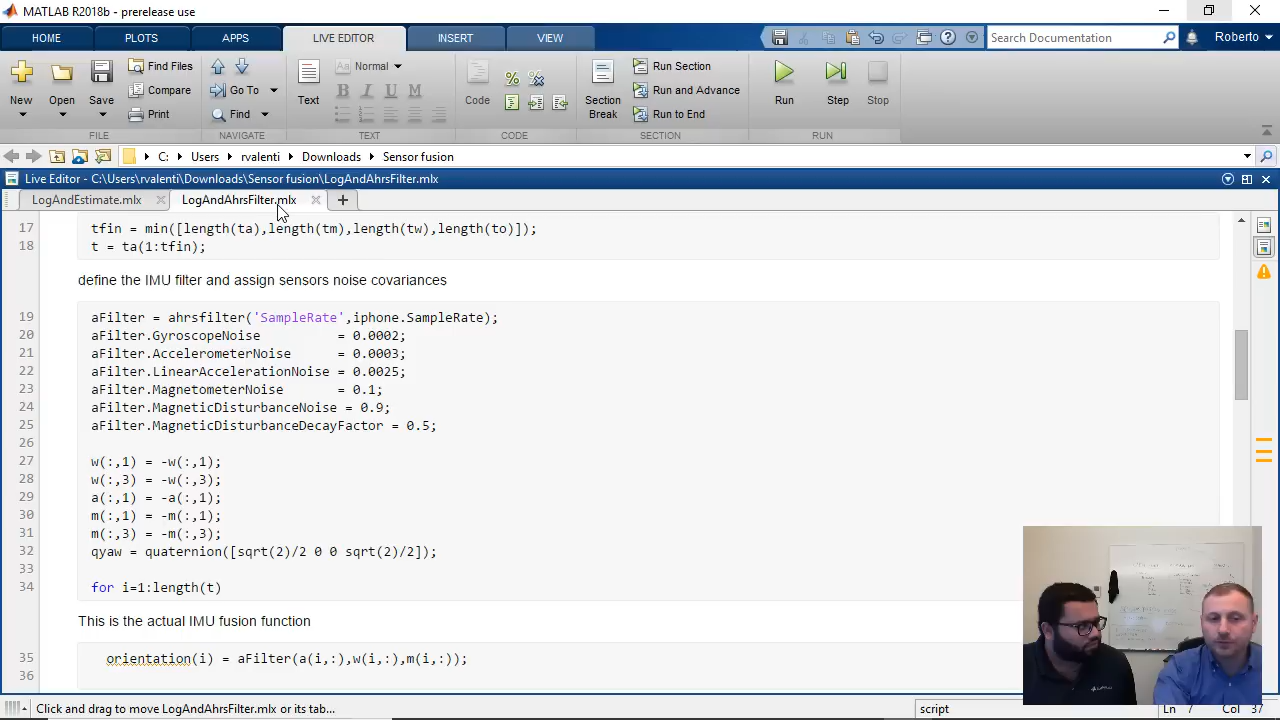 MATLAB R2018b - prerelease use
HOME PLOTS APPS LIVE EDITOR INSERT VIEW Search Documentation Roberto
New Open Save Find Files Compare Print Go To Find Text Normal B I U M Code Section Break Run Section Run and Advance Run to End Run Step Stop
FILE NAVIGATE TEXT CODE SECTION RUN
C: Users rvalenti Downloads Sensor fusion
Live Editor - C:\Users\rvalenti\Downloads\Sensor fusion\LogAndAhrsFilter.mlx
LogAndEstimate.mlx LogAndAhrsFilter.mlx
17 tfin = min([length(ta),length(tm),length(tw),length(to)]);
18 t = ta(1:tfin);
define the IMU filter and assign sensors noise covariances
19 aFilter = ahrsfilter('SampleRate',iphone.SampleRate);
20 aFilter.GyroscopeNoise = 0.0002;
21 aFilter.AccelerometerNoise = 0.0003;
22 aFilter.LinearAccelerationNoise = 0.0025;
23 aFilter.MagnetometerNoise = 0.1;
24 aFilter.MagneticDisturbanceNoise = 0.9;
25 aFilter.MagneticDisturbanceDecayFactor = 0.5;
26
27 w(:,1) = -w(:,1);
28 w(:,3) = -w(:,3);
29 a(:,1) = -a(:,1);
30 m(:,1) = -m(:,1);
31 m(:,3) = -m(:,3);
32 qyaw = quaternion([sqrt(2)/2 0 0 sqrt(2)/2]);
33
34 for i=1:length(t)
This is the actual IMU fusion function
35 orientation(i) = aFilter(a(i,:),w(i,:),m(i,:));
36
Click and drag to move LogAndAhrsFilter.mlx or its tab... script Ln 7 Col 37